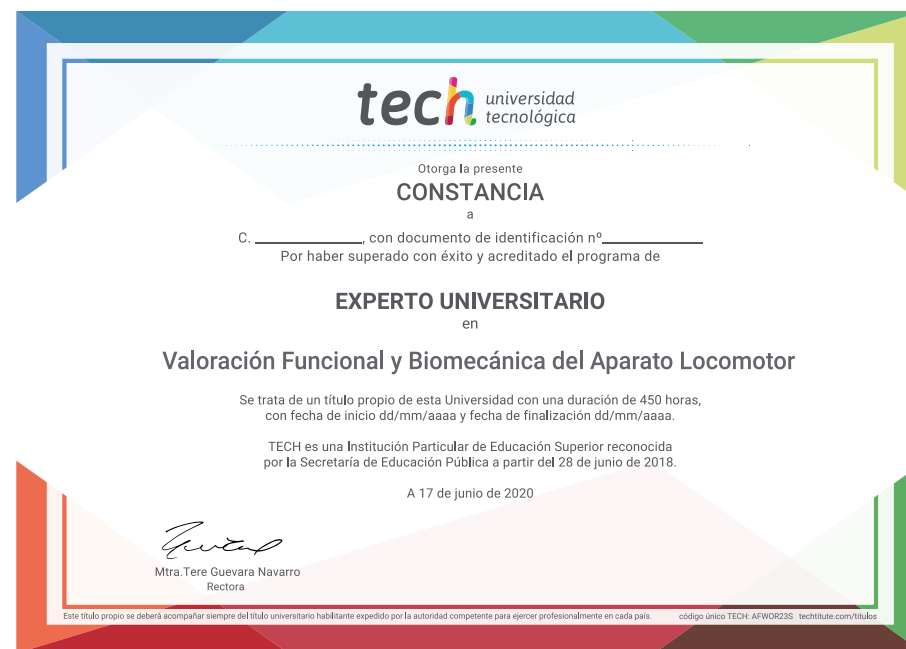 tech universidad
tecnológica
Otorga la presente
CONSTANCIA
a
C. ______________, con documento de identificación nº_____________
Por haber superado con éxito y acreditado el programa de
EXPERTO UNIVERSITARIO
en
Valoración Funcional y Biomecánica del Aparato Locomotor
Se trata de un título propio de esta Universidad con una duración de 450 horas,
con fecha de inicio dd/mm/aaaa y fecha de finalización dd/mm/aaaa.
TECH es una Institución Particular de Educación Superior reconocida
por la Secretaría de Educación Pública a partir del 28 de junio de 2018.
A 17 de junio de 2020
Mtra.Tere Guevara Navarro
Rectora
Este título propio se deberá acompañar siempre del título universitario habilitante expedido por la autoridad competente para ejercer profesionalmente en cada país. código único TECH: AFWOR23S techtitute.com/titulos